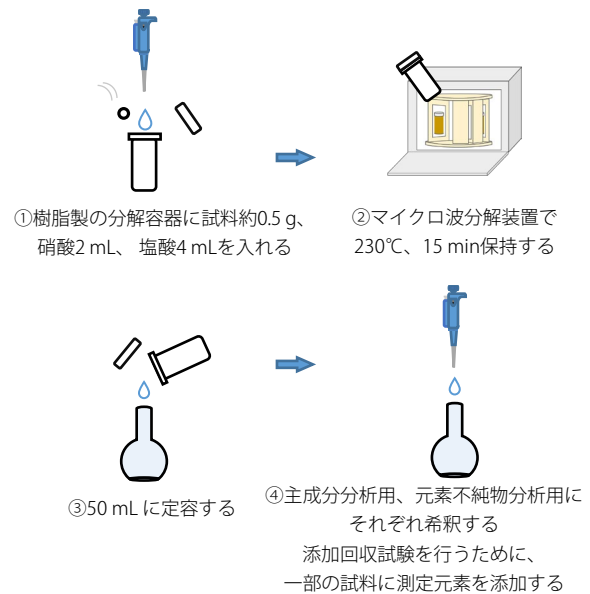 ①樹脂製の分解容器に試料約0.5 g、
硝酸2 mL、 塩酸4 mLを入れる
②マイクロ波分解装置で
230℃、15 min保持する
③50 mL に定容する
④主成分分析用、元素不純物分析用に
それぞれ希釈する
添加回収試験を行うために、
一部の試料に測定元素を添加する